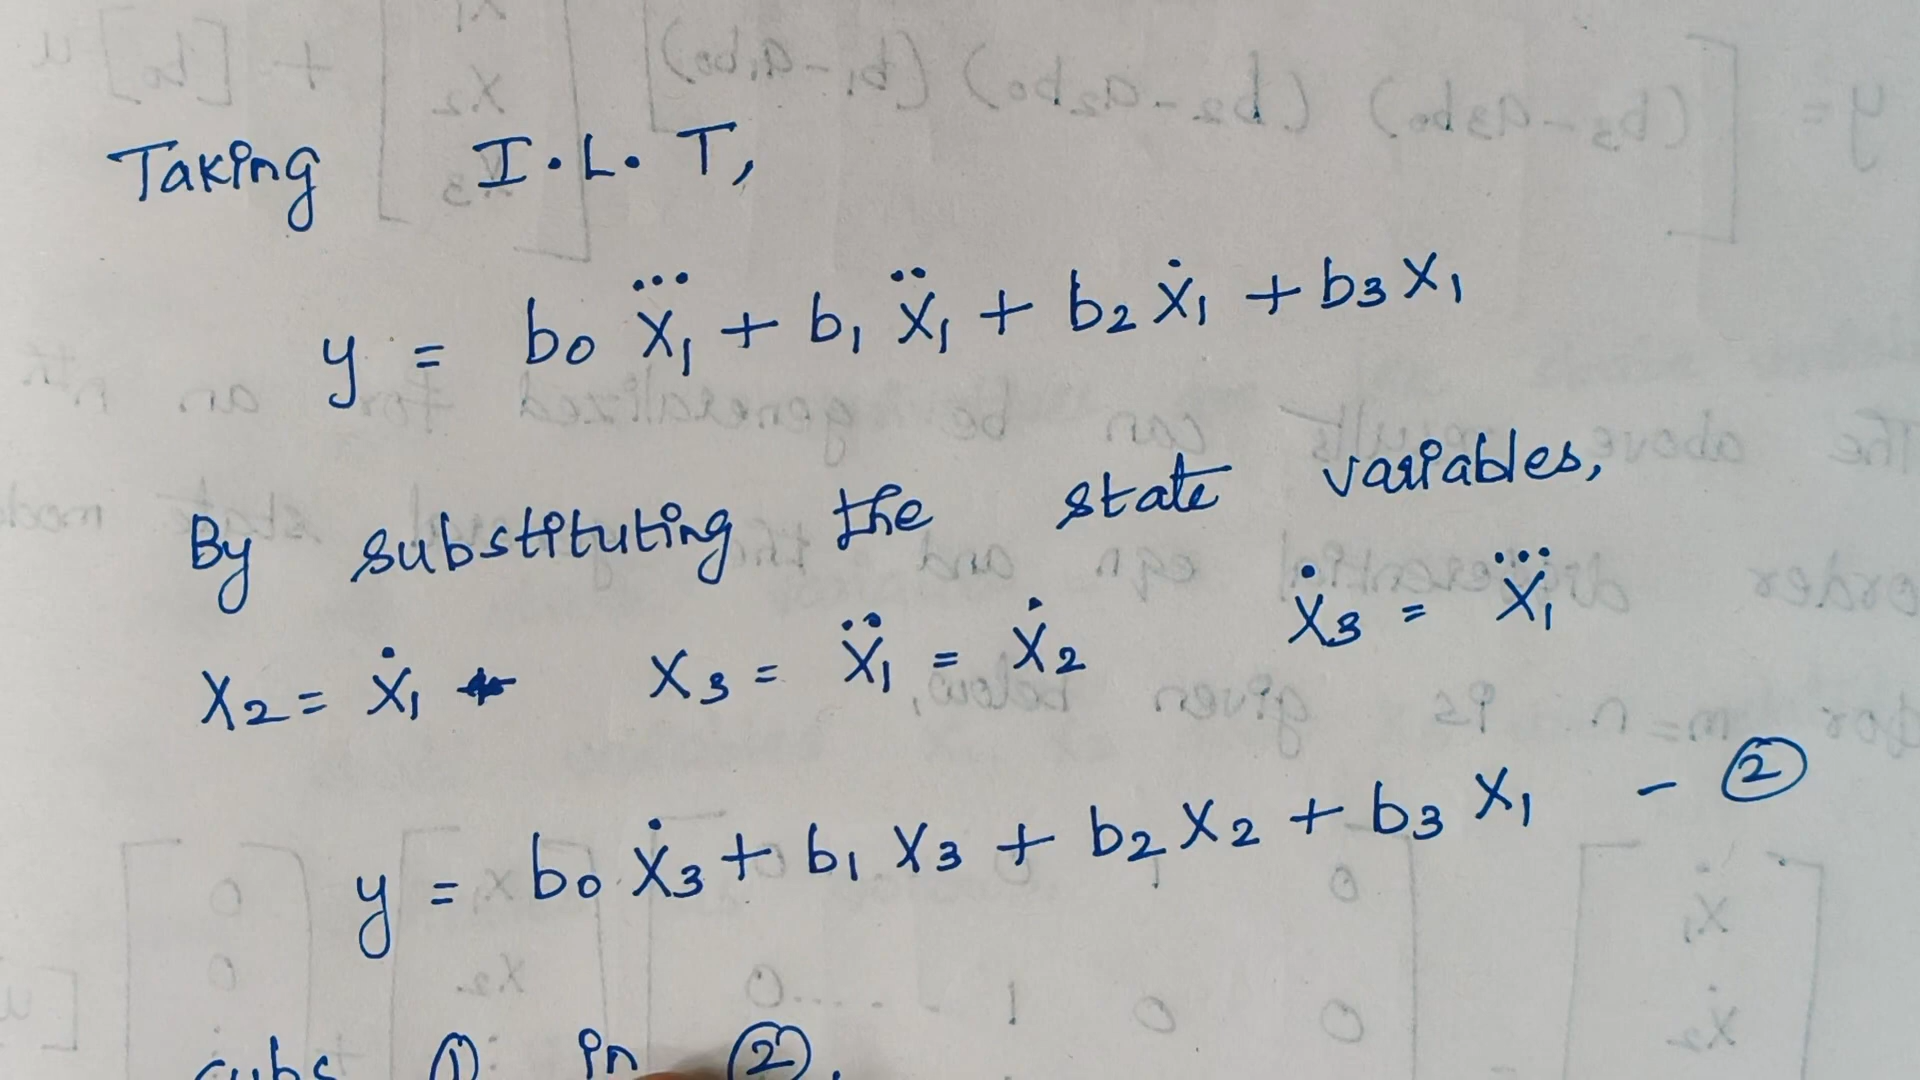 Taking I.L.T,
y = b₀ x⃛₁ + b₁ ẍ₁ + b₂ ẋ₁ + b₃ x₁
By substituting the state variables,
x₂ = ẋ₁ x₃ = ẍ₁ = ẋ₂ ẋ₃ = x⃛₁
y = b₀ ẋ₃ + b₁ x₃ + b₂ x₂ + b₃ x₁ - ②
subs ① in ②,